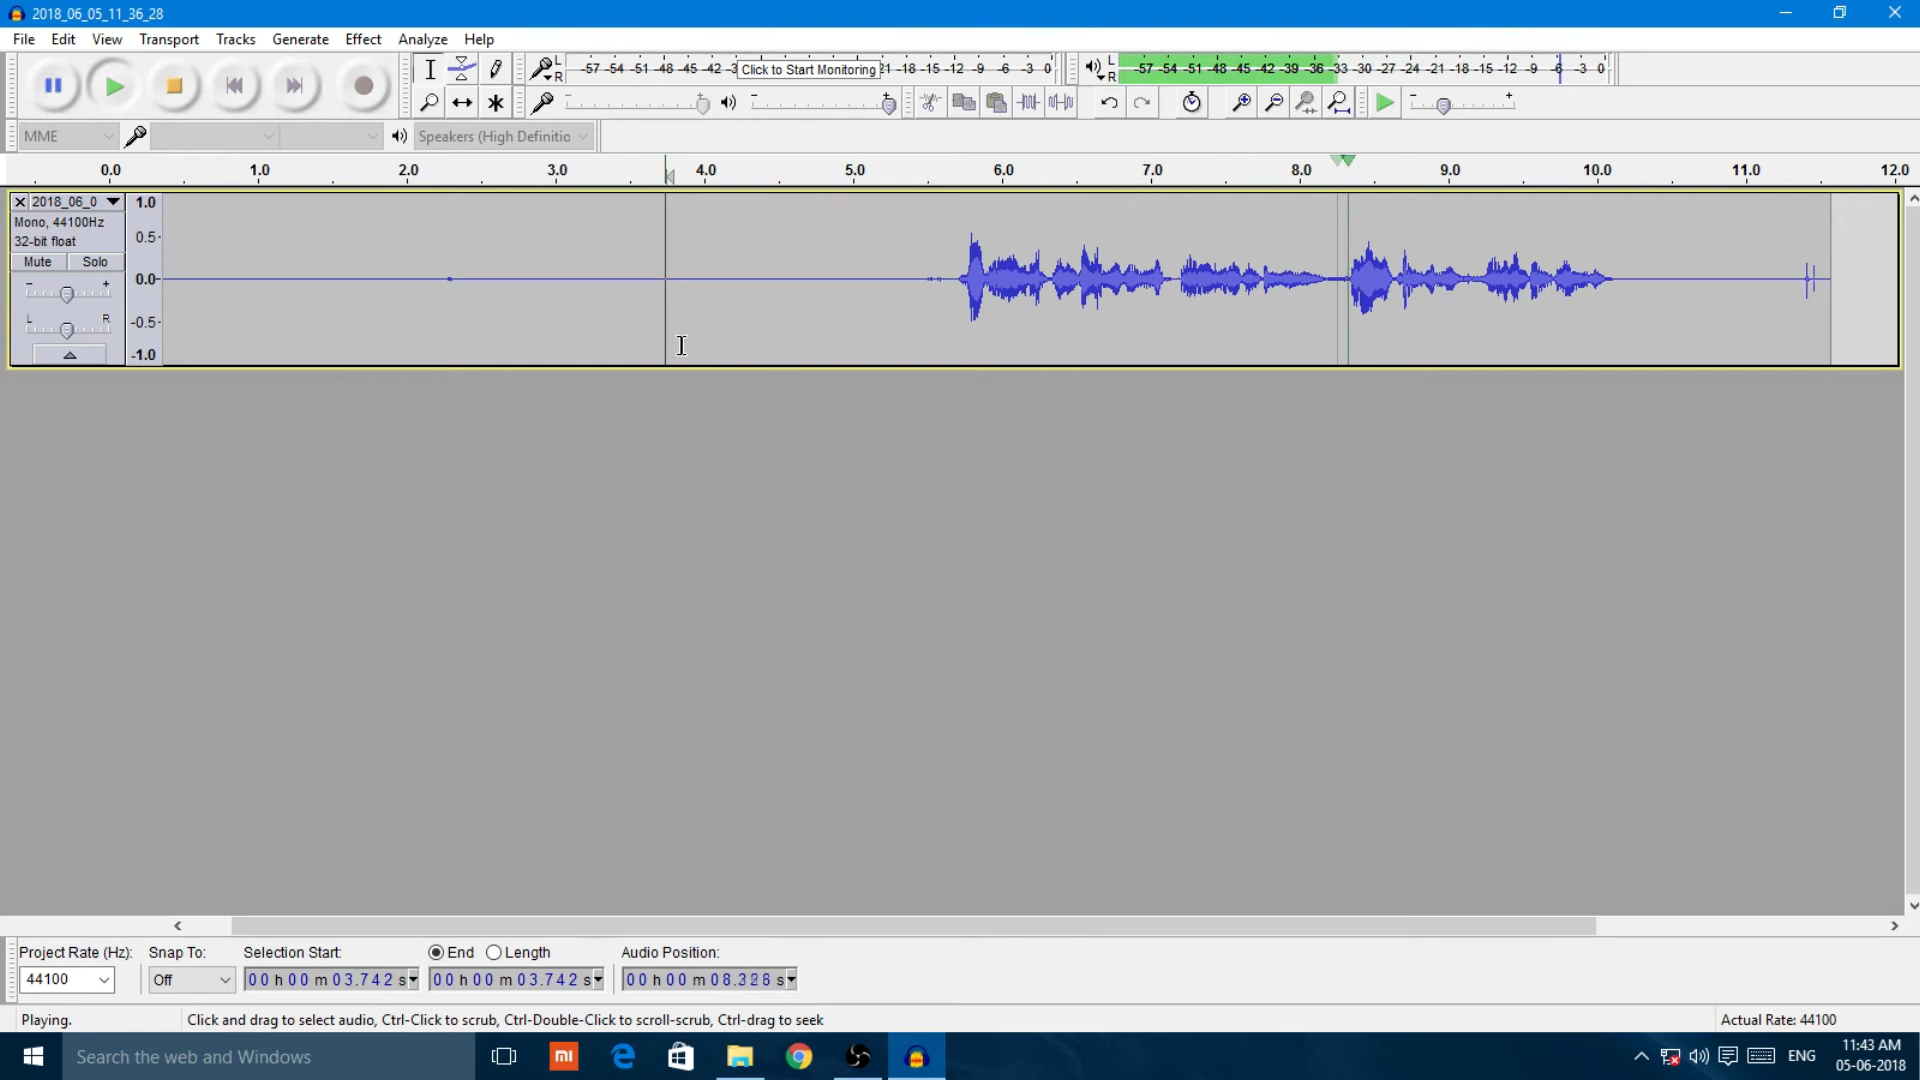 2018_06_05_11_36_28
File Edit View Transport Tracks Generate Effect Analyze Help
L R -57 -54 -51 -48 -45 -42 -3 Click to Start Monitoring 21 -18 -15 -12 -9 -6 -3 0
L R -57 -54 -51 -48 -45 -42 -39 -36 -33 -30 -27 -24 -21 -18 -15 -12 -9 -6 -3 0
MME Speakers (High Definitio
0.0 1.0 2.0 3.0 4.0 5.0 6.0 7.0 8.0 9.0 10.0 11.0 12.0
2018_06_0
Mono, 44100Hz
32-bit float
Mute Solo
- +
L R
1.0
0.5
0.0
-0.5
-1.0
Project Rate (Hz): Snap To: Selection Start: End Length Audio Position:
44100 Off 00 h 00 m 03.742 s 00 h 00 m 03.742 s 00 h 00 m 08.328 s
Playing. Click and drag to select audio, Ctrl-Click to scrub, Ctrl-Double-Click to scroll-scrub, Ctrl-drag to seek Actual Rate: 44100
Search the web and Windows mi ENG 11:43 AM
05-06-2018